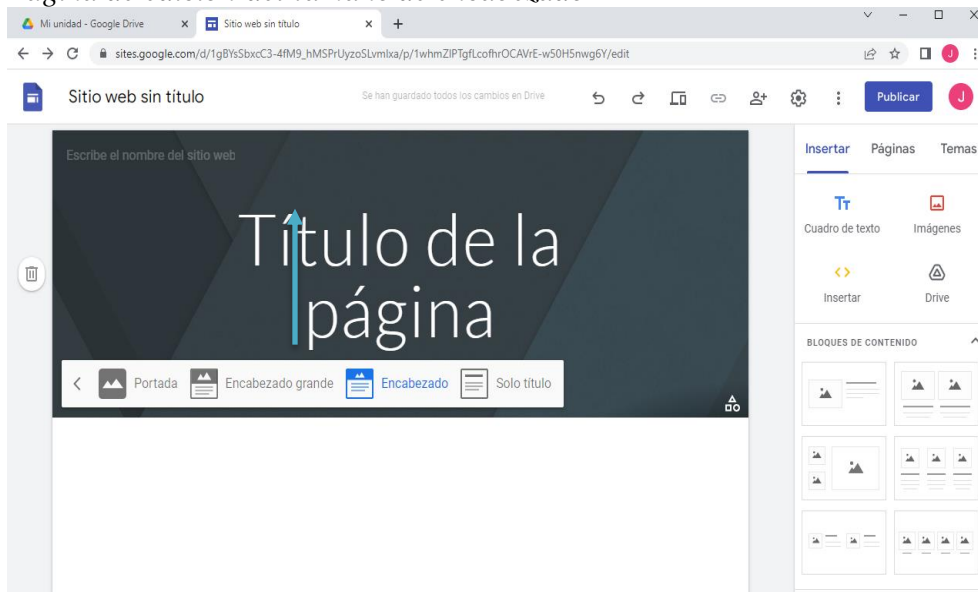 Mi unidad - Google Drive
Sitio web sin título
sites.google.com/d/1gBYsSbxcC3-4fM9_hMSPrUyzoSLvmIxa/p/1whmZlPTgfLcofhrOCAVrE-w50H5nwg6Y/edit
J
Sitio web sin título
Se han guardado todos los cambios en Drive
Publicar
J
Escribe el nombre del sitio web
Título de la
página
Portada
Encabezado grande
Encabezado
Solo título
Insertar
Páginas
Temas
Tт
Cuadro de texto
Imágenes
Insertar
Drive
BLOQUES DE CONTENIDO